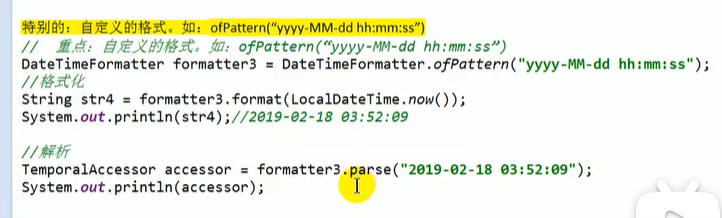 特别的：自定义的格式。如：ofPattern(“yyyy-MM-dd hh:mm:ss”)
// 重点：自定义的格式。如：ofPattern(“yyyy-MM-dd hh:mm:ss”)
DateTimeFormatter formatter3 = DateTimeFormatter.ofPattern("yyyy-MM-dd hh:mm:ss");
//格式化
String str4 = formatter3.format(LocalDateTime.now());
System.out.println(str4);//2019-02-18 03:52:09
//解析
TemporalAccessor accessor = formatter3.parse("2019-02-18 03:52:09");
System.out.println(accessor);